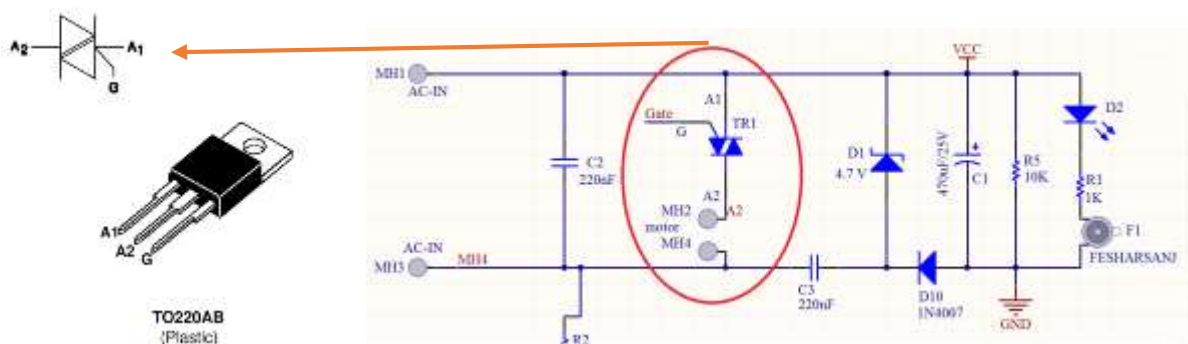 A2
A1
G
A1
A2
G
TO220AB
(Plastic)
MH1
AC-IN
AC-IN
MH3
MH4
C2
220nF
Gate
G
A1
TR1
A2
A2
MH2
motor
MH4
R2
C3
220nF
D1
4.7 V
D10
1N4007
VCC
470uF/25V
C1
R5
10K
GND
D2
R1
1K
F1
FESHARSANJ